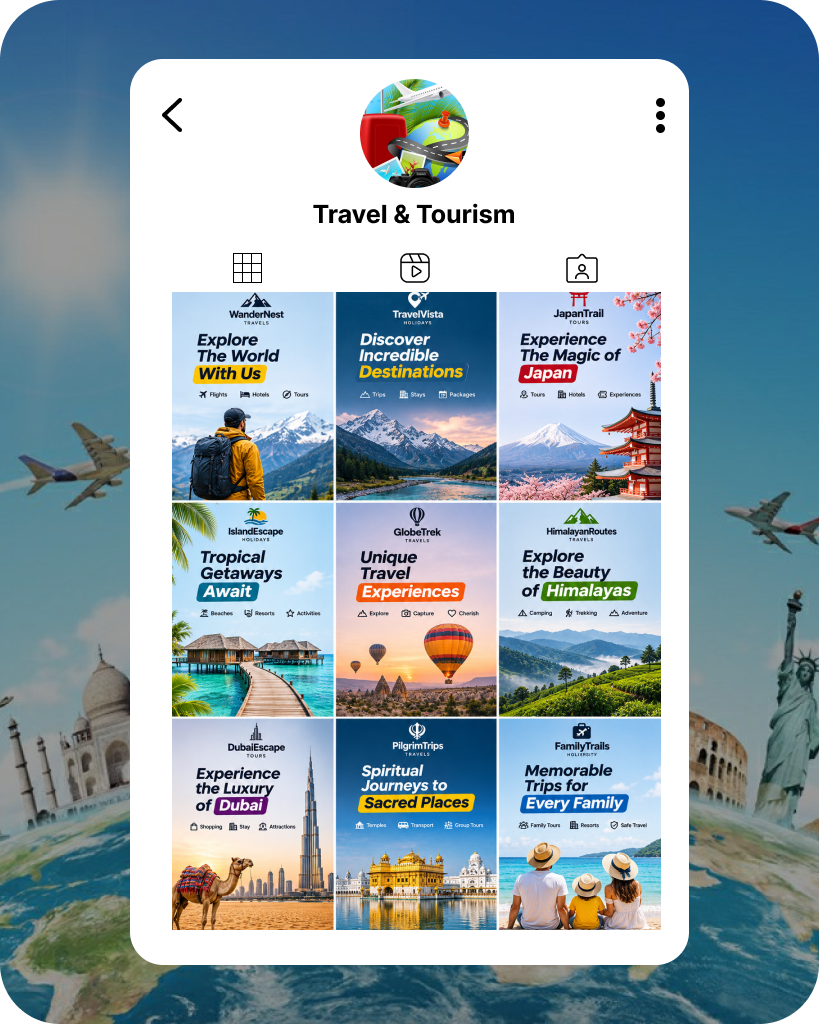 Travel & Tourism
WanderNest
TRAVELS
Explore
The World
With Us
Flights Hotels Tours
TravelVista
HOLIDAYS
Discover
Incredible
Destinations
Trips Stays Packages
JapanTrail
TOURS
Experience
The Magic of
Japan
Tours Hotels Experiences
IslandEscape
HOLIDAYS
Tropical
Getaways
Await
Beaches Resorts Activities
GlobeTrek
TRAVELS
Unique
Travel
Experiences
Explore Capture Cherish
HimalayanRoutes
TRAVELS
Explore
the Beauty
of Himalayas
Camping Trekking Adventure
DubaiEscape
TOURS
Experience
the Luxury
of Dubai
Shopping Stay Attractions
PilgrimTrips
TRAVELS
Spiritual
Journeys to
Sacred Places
Temples Transport Group Tours
FamilyTrails
Memorable
Trips for
Every Family
Family Tours Resorts Safe Travel